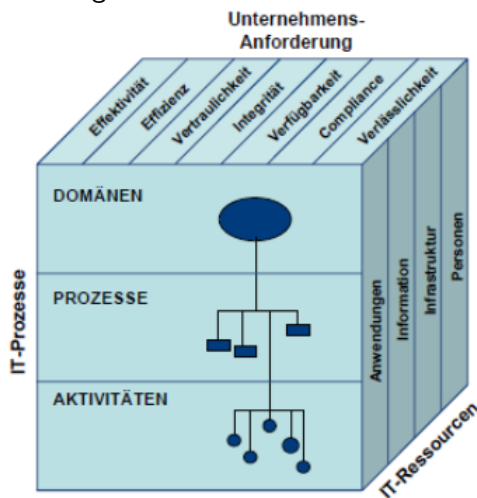 Unternehmens-
Anforderung
Effektivität
Effizienz
Vertraulichkeit
Integrität
Verfügbarkeit
Compliance
Verlässlichkeit
DOMÄNEN
PROZESSE
AKTIVITÄTEN
IT-Prozesse
Anwendungen
Information
Infrastruktur
Personen
IT-Ressourcen